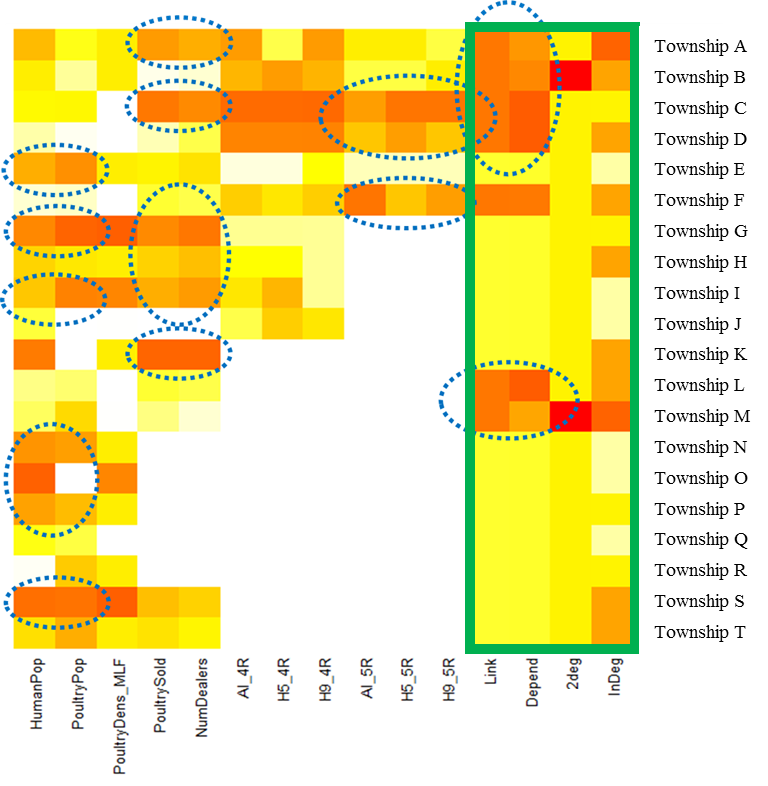 Township A
Township B
Township C
Township D
Township E
Township F
Township G
Township H
Township I
Township J
Township K
Township L
Township M
Township N
Township O
Township P
Township Q
Township R
Township S
Township T
HumanPop
PoultryPop
PoultryDens_MLF
PoultrySold
NumDealers
AI_4R
H5_4R
H9_4R
AI_5R
H5_5R
H9_5R
Link
Depend
2deg
InDeg